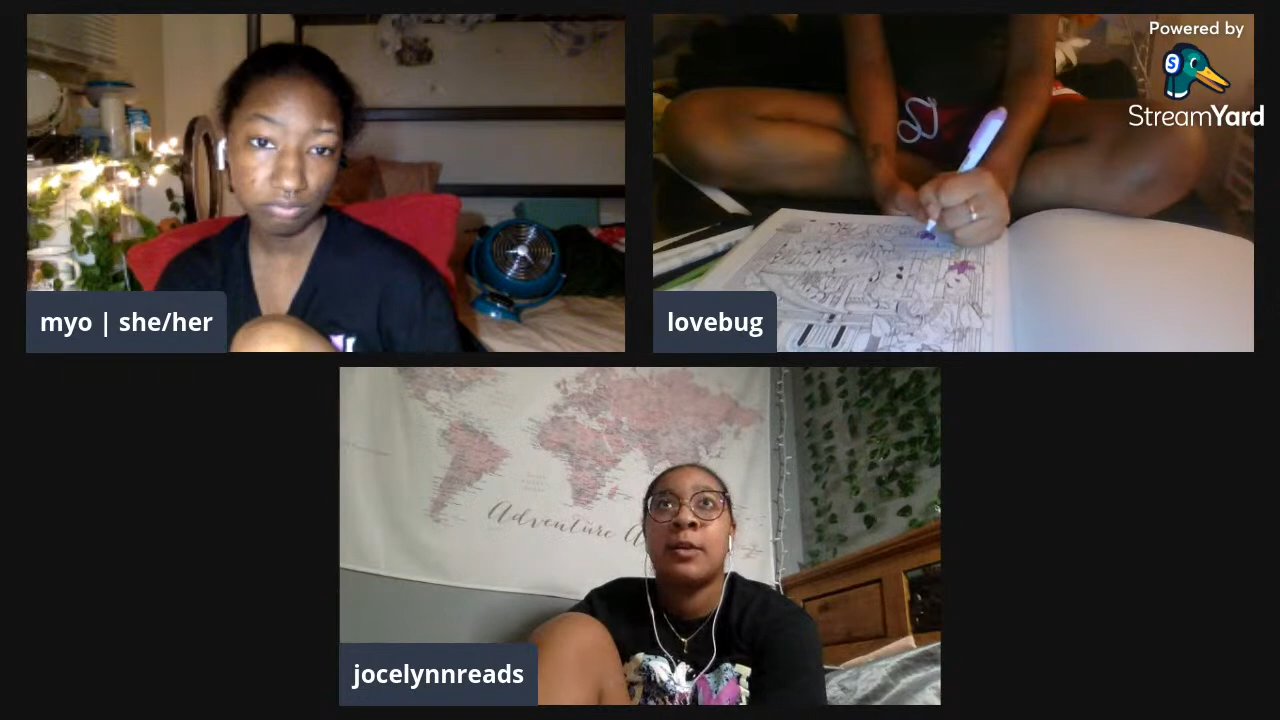 Powered by
StreamYard
myo | she/her
lovebug
Adventure A
jocelynnreads